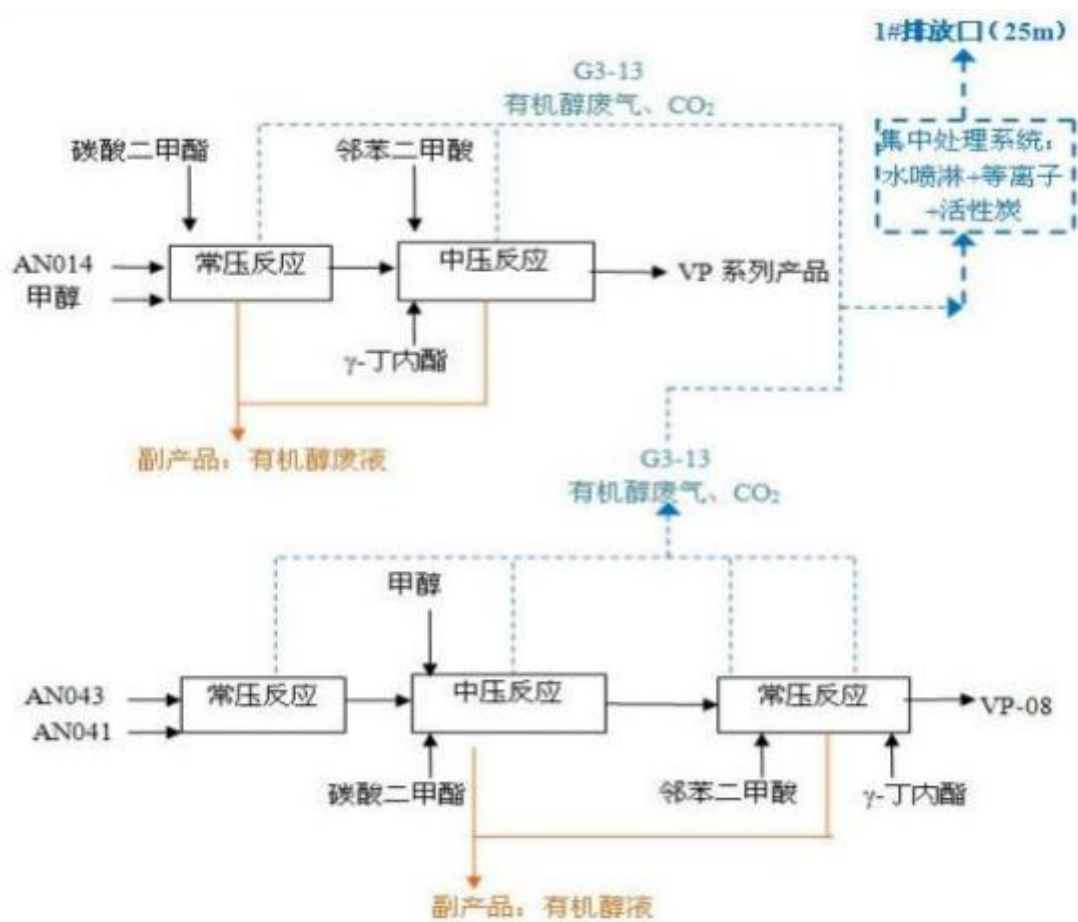 1#排放口（25m）
G3-13
有机醇废气、CO₂
集中处理系统：
水喷淋+等离子
+活性炭
碳酸二甲酯
邻苯二甲酸
AN014
甲醇
常压反应
中压反应
VP 系列产品
γ-丁内酯
副产品：有机醇废液
G3-13
有机醇废气、CO₂
甲醇
AN043
AN041
常压反应
中压反应
常压反应
VP-08
碳酸二甲酯
邻苯二甲酸
γ-丁内酯
副产品：有机醇液